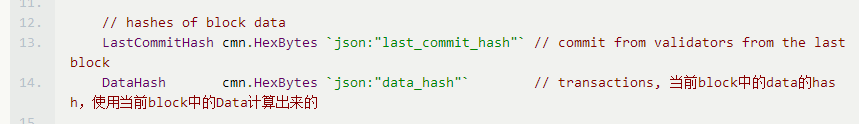 11.
12. // hashes of block data
13. LastCommitHash cmn.HexBytes `json:"last_commit_hash"` // commit from validators from the last
block
14. DataHash cmn.HexBytes `json:"data_hash"` // transactions, 当前block中的data的has
h，使用当前block中的Data计算出来的
15.